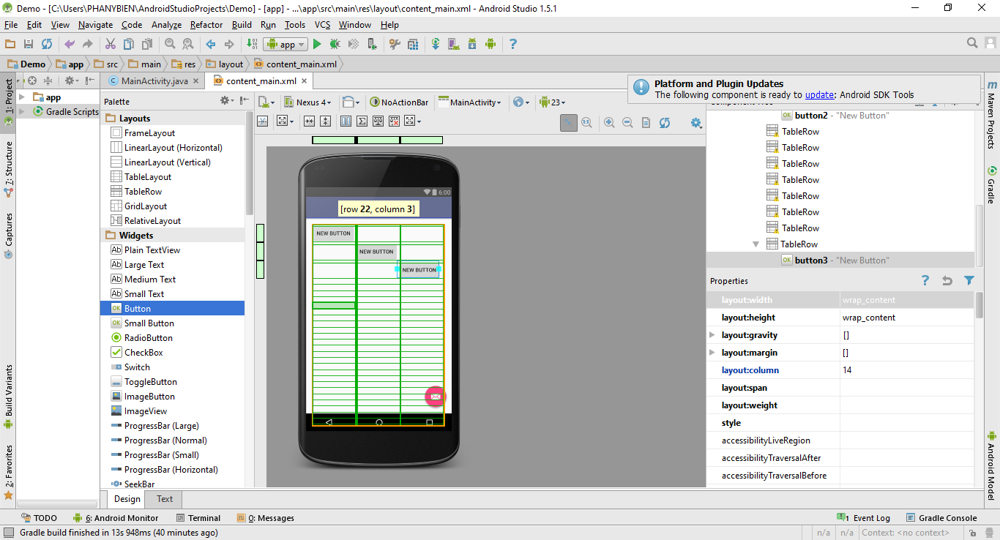 Demo - [C:\Users\PHANYBIEN\AndroidStudioProjects\Demo] - [app] - ...\app\src\main\res\layout\content_main.xml - Android Studio 1.5.1
File Edit View Navigate Code Analyze Refactor Build Run Tools VCS Window Help
app
Demo app src main res layout content_main.xml
MainActivity.java content_main.xml
Platform and Plugin Updates
The following component is ready to update: Android SDK Tools
1: Project
7: Structure
Captures
Build Variants
2: Favorites
app
Gradle Scripts
Palette
Layouts
FrameLayout
LinearLayout (Horizontal)
LinearLayout (Vertical)
TableLayout
TableRow
GridLayout
RelativeLayout
Widgets
Plain TextView
Large Text
Medium Text
Small Text
Button
Small Button
RadioButton
CheckBox
Switch
ToggleButton
ImageButton
ImageView
ProgressBar (Large)
ProgressBar (Normal)
ProgressBar (Small)
ProgressBar (Horizontal)
SeekBar
Nexus 4 NoActionBar MainActivity 23
6:00
[row 22, column 3]
NEW BUTTON
NEW BUTTON
NEW BUTTON
button2 - "New Button"
TableRow
TableRow
TableRow
TableRow
TableRow
TableRow
TableRow
TableRow
button3 - "New Button"
Properties
layout:width wrap_content
layout:height wrap_content
layout:gravity []
layout:margin []
layout:column 14
layout:span
layout:weight
style
accessibilityLiveRegion
accessibilityTraversalAfter
accessibilityTraversalBefore
Maven Projects
Gradle
Android Model
Design Text
TODO 6: Android Monitor Terminal 0: Messages 1 Event Log Gradle Console
Gradle build finished in 13s 948ms (40 minutes ago) n/a n/a Context: <no context>